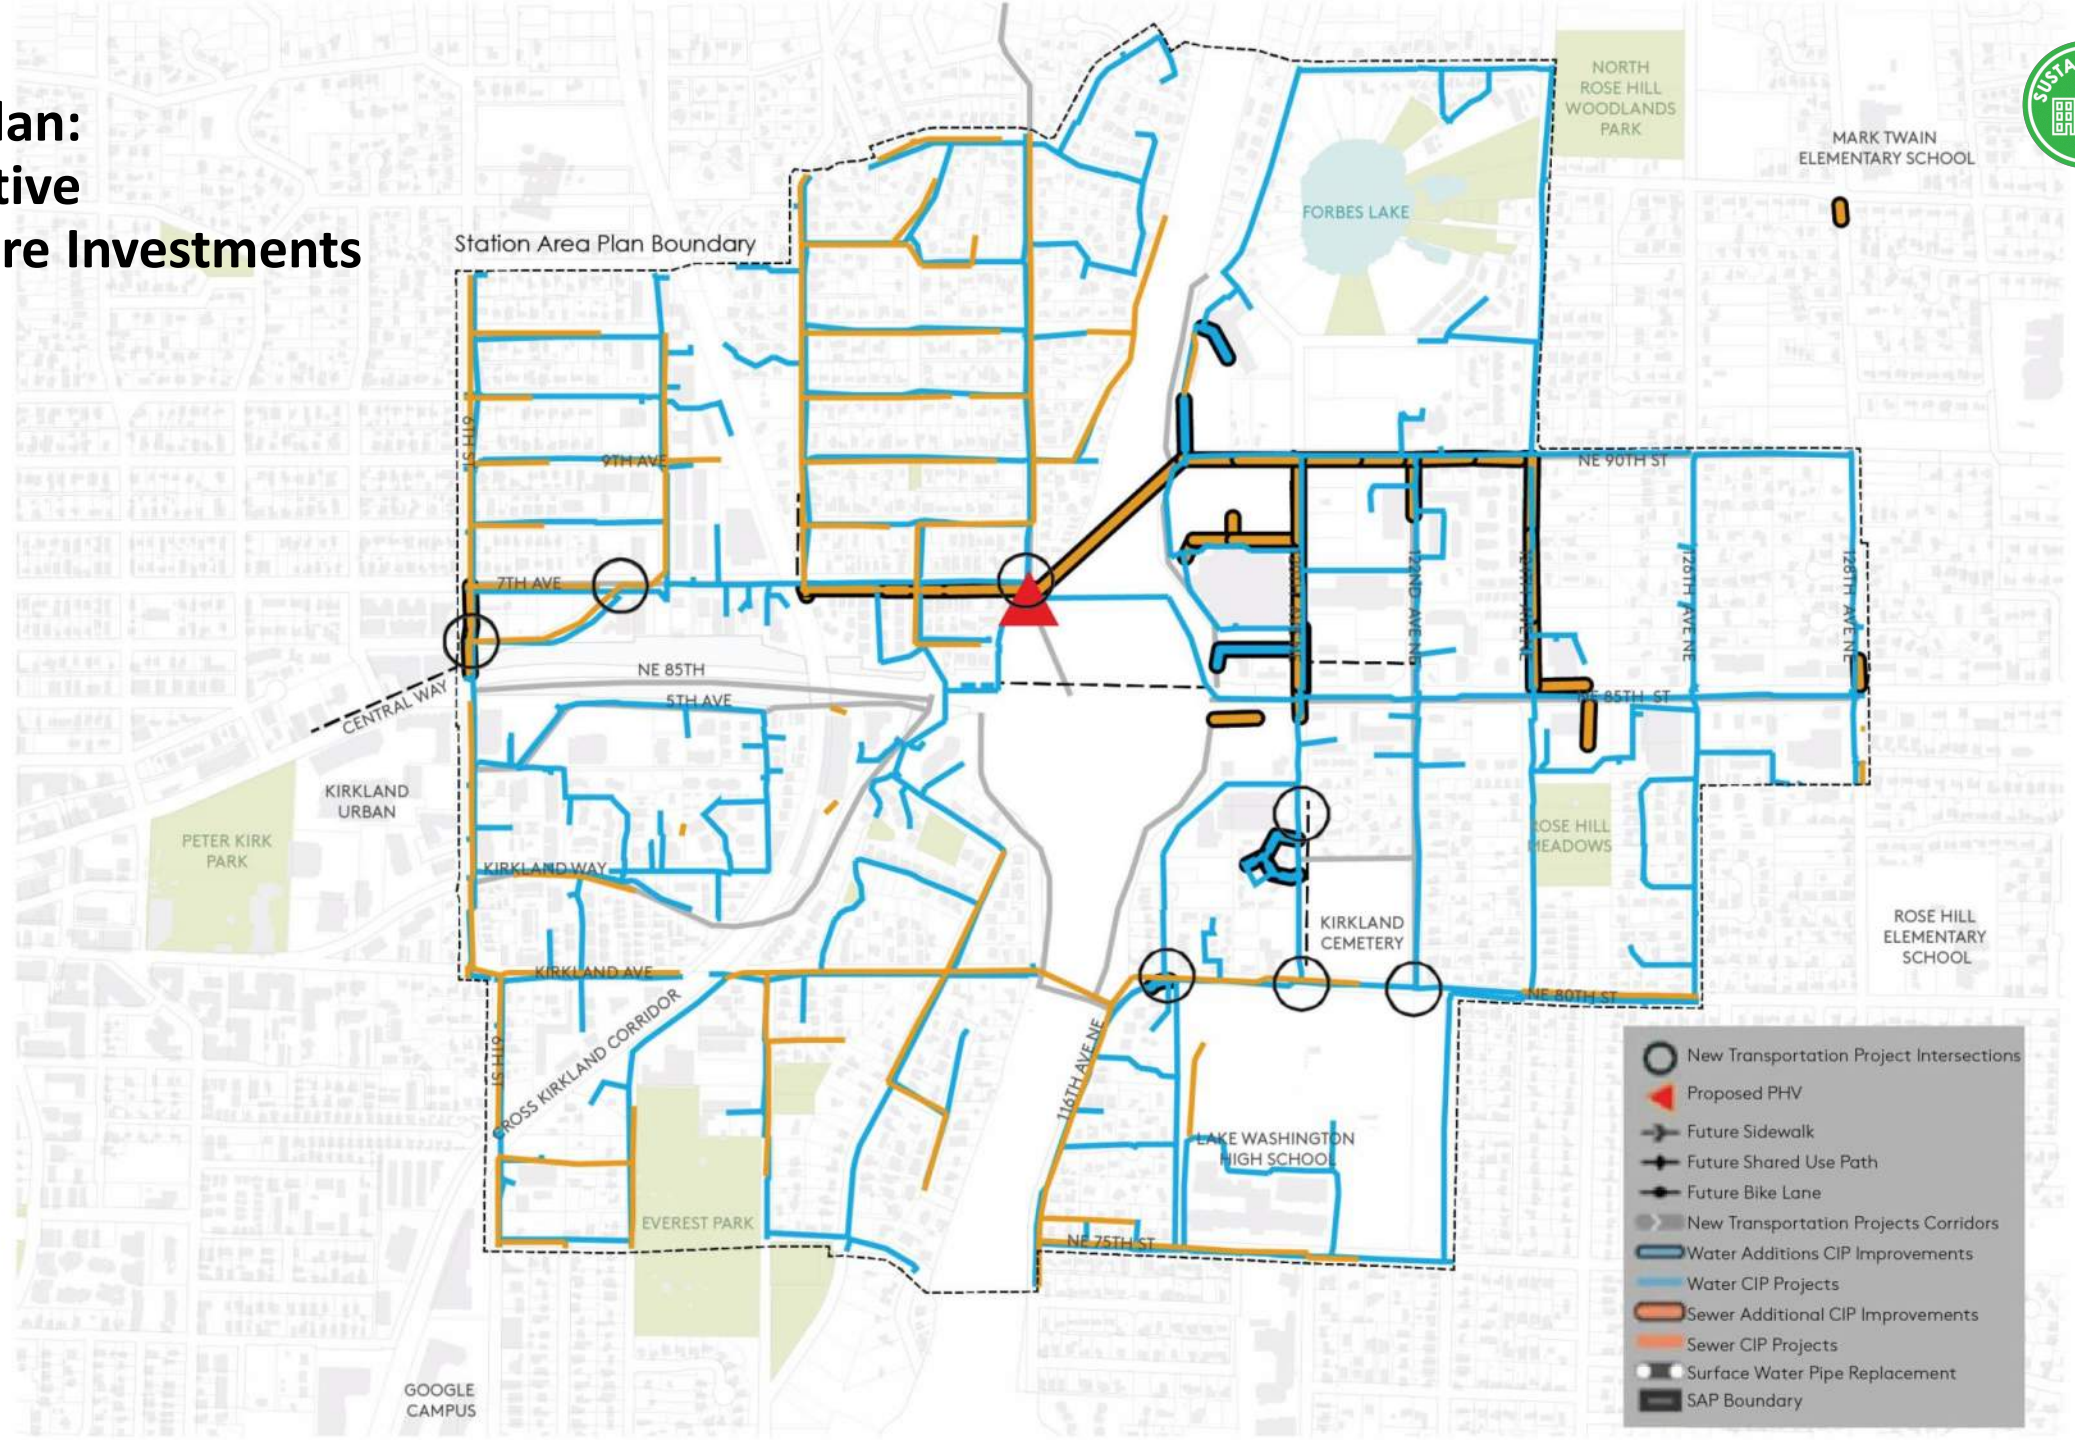 lan:
tive
re Investments
SUSTA
NORTH
ROSE HILL
WOODLANDS
PARK
MARK TWAIN
ELEMENTARY SCHOOL
FORBES LAKE
Station Area Plan Boundary
6TH ST
9TH AVE
NE 90TH ST
7TH AVE
122ND AVE NE
126TH AVE NE
128TH AVE NE
NE 85TH
5TH AVE
NE 85TH ST
CENTRAL WAY
KIRKLAND
URBAN
PETER KIRK
PARK
ROSE HILL
MEADOWS
KIRKLAND WAY
KIRKLAND
CEMETERY
ROSE HILL
ELEMENTARY
SCHOOL
KIRKLAND AVE
NE 80TH ST
6TH ST
CROSS KIRKLAND CORRIDOR
116TH AVE NE
LAKE WASHINGTON
HIGH SCHOOL
EVEREST PARK
NE 75TH ST
GOOGLE
CAMPUS
New Transportation Project Intersections
Proposed PHV
Future Sidewalk
Future Shared Use Path
Future Bike Lane
New Transportation Projects Corridors
Water Additions CIP Improvements
Water CIP Projects
Sewer Additional CIP Improvements
Sewer CIP Projects
Surface Water Pipe Replacement
SAP Boundary